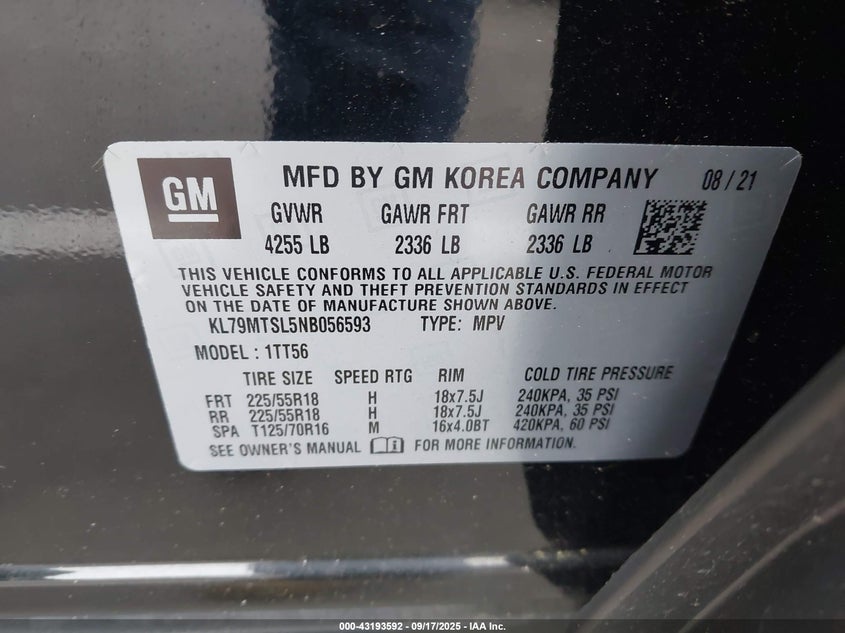 GM
MFD BY GM KOREA COMPANY 08/21
GVWR GAWR FRT GAWR RR
4255 LB 2336 LB 2336 LB
THIS VEHICLE CONFORMS TO ALL APPLICABLE U.S. FEDERAL MOTOR
VEHICLE SAFETY AND THEFT PREVENTION STANDARDS IN EFFECT
ON THE DATE OF MANUFACTURE SHOWN ABOVE.
KL79MTSL5NB056593 TYPE: MPV
MODEL : 1TT56
TIRE SIZE SPEED RTG RIM COLD TIRE PRESSURE
FRT 225/55R18 H 18x7.5J 240KPA, 35 PSI
RR 225/55R18 H 18x7.5J 240KPA, 35 PSI
SPA T125/70R16 M 16x4.0BT 420KPA, 60 PSI
SEE OWNER'S MANUAL FOR MORE INFORMATION.
000-43193592 - 09/17/2025 - IAA Inc.